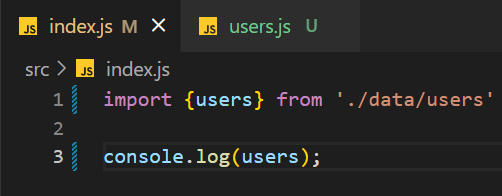 JS index.js M ×
JS users.js U
src > JS index.js
1 import {users} from './data/users'
2
3 console.log(users);